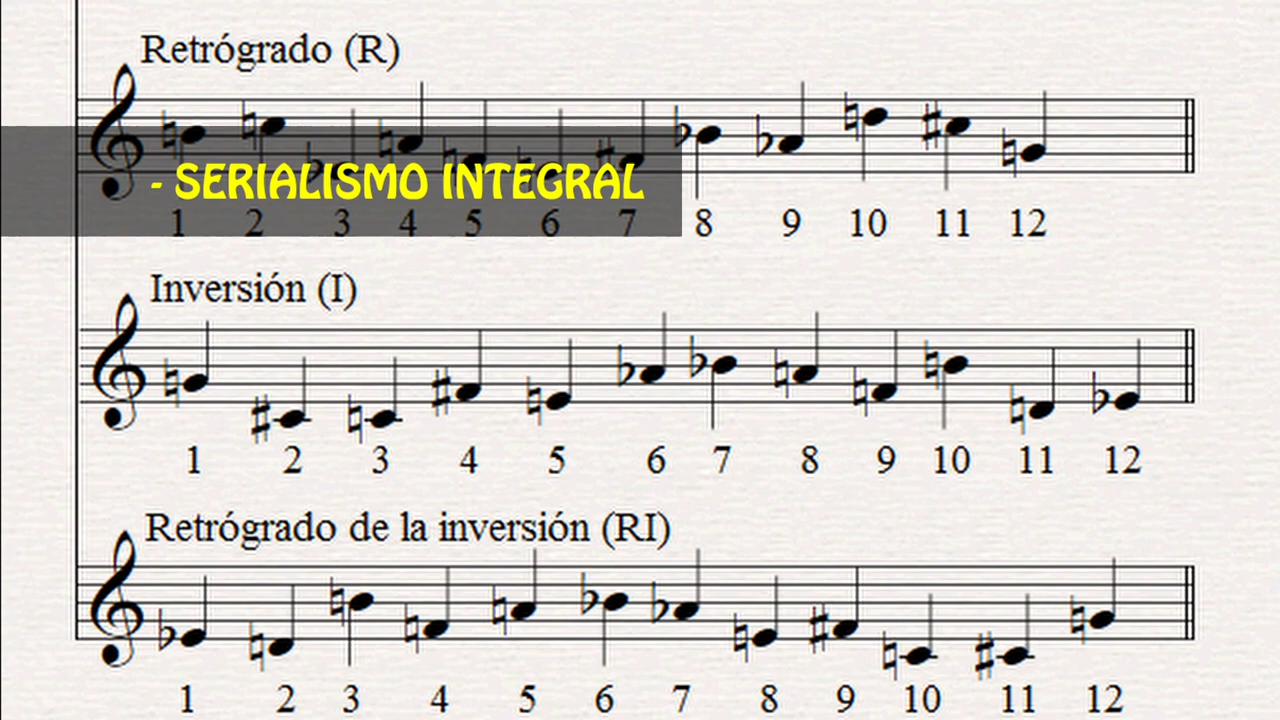 Retrógrado (R)
- SERIALISMO INTEGRAL
1 2 3 4 5 6 7 8 9 10 11 12
Inversión (I)
1 2 3 4 5 6 7 8 9 10 11 12
Retrógrado de la inversión (RI)
1 2 3 4 5 6 7 8 9 10 11 12